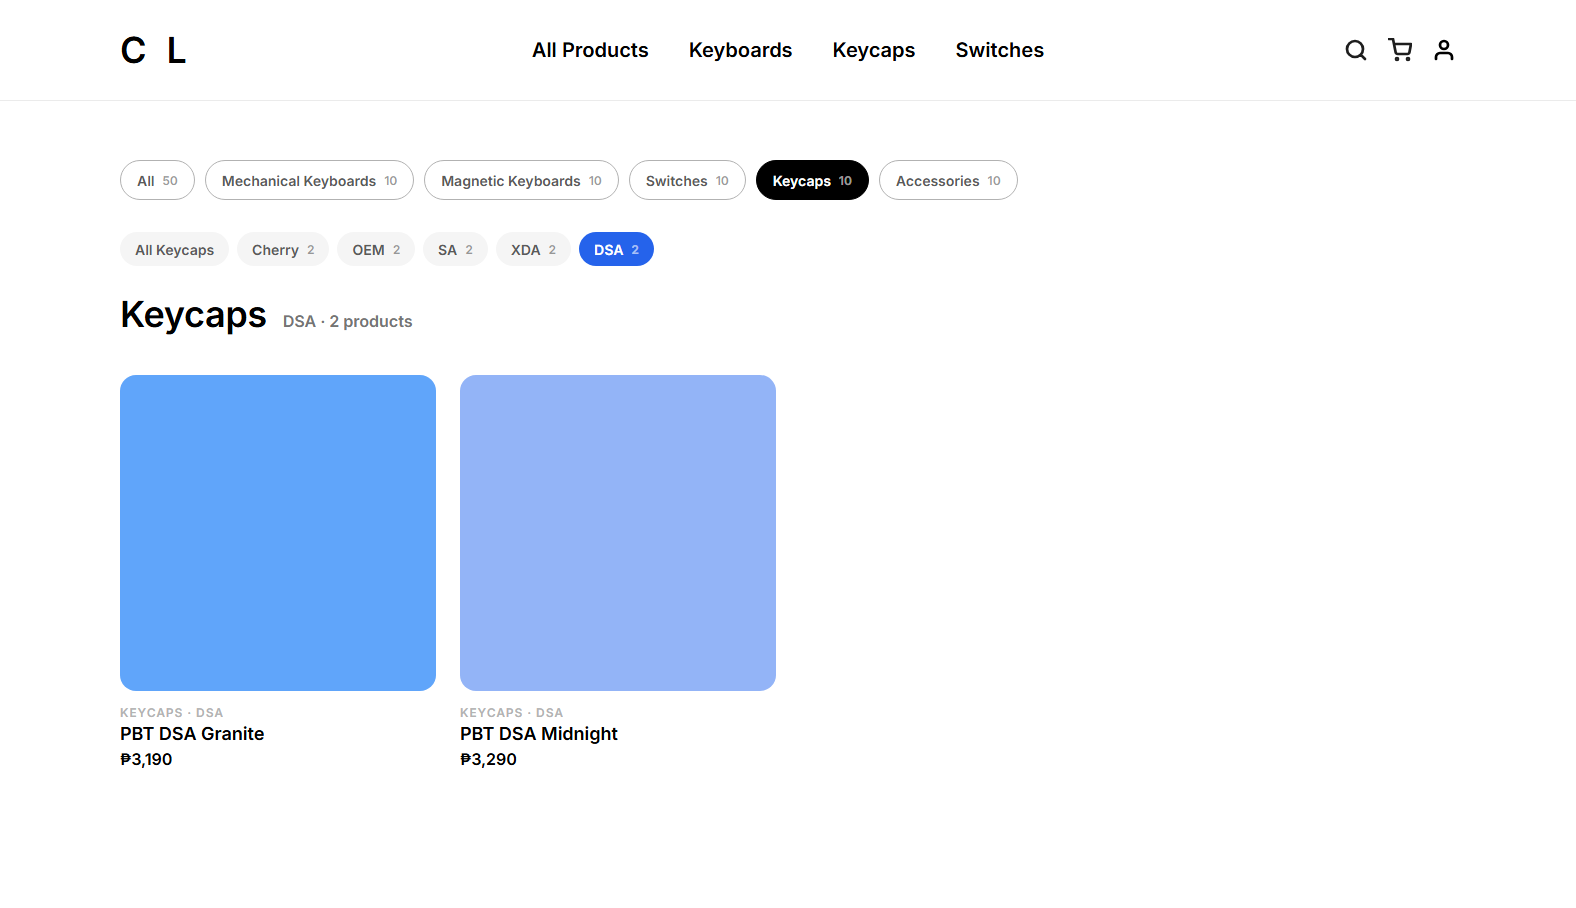 C L
All Products Keyboards Keycaps Switches
All 50 Mechanical Keyboards 10 Magnetic Keyboards 10 Switches 10 Keycaps 10 Accessories 10
All Keycaps Cherry 2 OEM 2 SA 2 XDA 2 DSA 2
Keycaps DSA · 2 products
KEYCAPS · DSA
PBT DSA Granite
₱3,190
KEYCAPS · DSA
PBT DSA Midnight
₱3,290